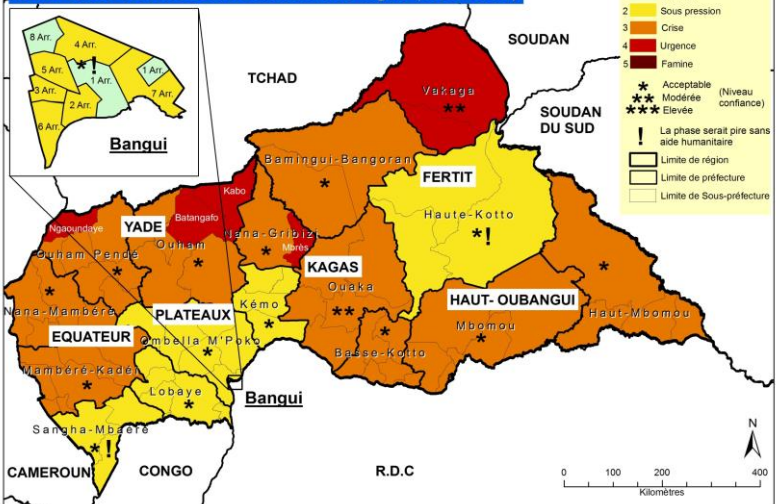 8 Arr.
4 Arr.
5 Arr.
*!
1 Arr.
1 Arr.
3 Arr.
2 Arr.
7 Arr.
6 Arr.
Bangui
2 Sous pression
3 Crise
4 Urgence
5 Famine
* Acceptable
** Modérée
*** Elevée
(Niveau
confiance)
! La phase serait pire sans
aide humanitaire
Limite de région
Limite de préfecture
Limite de Sous-préfecture
SOUDAN
TCHAD
Vakaga
**
SOUDAN
DU SUD
Bamingui-Bangoran
*
FERTIT
Kabo
Haute-Kotto
*!
Ngaoundaye
Batangafo
YADE
Ouham
*
Nana-Gribizi
*
Mbrès
Ouham Pendé
*
*
KAGAS
Ouaka
**
Nana-Mambéré
*
Kémo
*
PLATEAUX
HAUT- OUBANGUI
Haut-Mbomou
*
EQUATEUR
Ombella M'Poko
*
Mbomou
*
Basse-Kotto
*
Mambéré-Kadéï
*
Lobaye
*
Bangui
Sangha-Mbaéré
*!
CAMEROUN
CONGO
R.D.C
N
0 100 200 400
Kilomètres